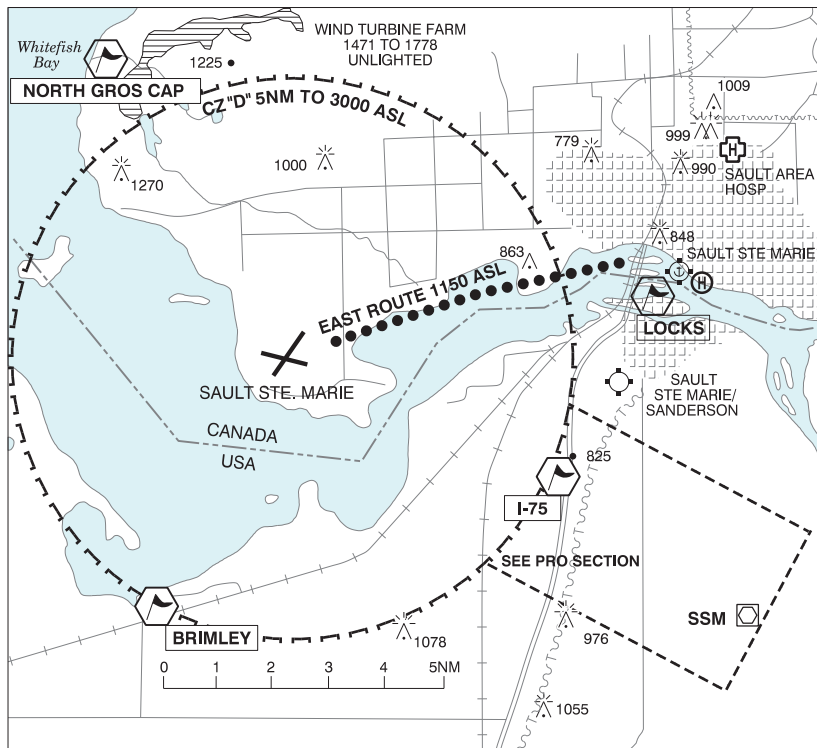 WIND TURBINE FARM
1471 TO 1778
UNLIGHTED
Whitefish
Bay
1225
NORTH GROS CAP
CZ "D" 5NM TO 3000 ASL
1009
999
779
H
990
SAULT AREA
HOSP
1000
1270
848
SAULT STE MARIE
H
863
EAST ROUTE 1150 ASL
LOCKS
SAULT STE. MARIE
SAULT
STE MARIE/
SANDERSON
CANADA
USA
825
I-75
SEE PRO SECTION
SSM
BRIMLEY
1078
976
0 1 2 3 4 5NM
1055